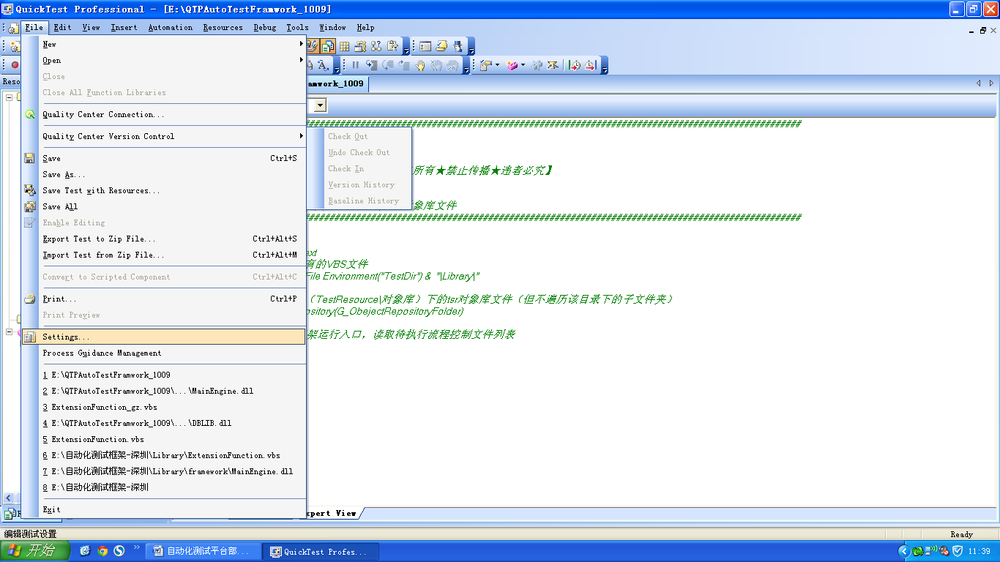 QuickTest Professional - [E:\QTPAutoTestFramwork_1009]
File Edit View Insert Automation Resources Debug Tools Window Help
New
Open
Close
Close All Function Libraries
Quality Center Connection...
Quality Center Version Control
Save Ctrl+S
Save As...
Save Test with Resources...
Save All
Enable Editing
Export Test to Zip File... Ctrl+Alt+S
Import Test from Zip File... Ctrl+Alt+M
Convert to Scripted Component Ctrl+Alt+C
Print... Ctrl+P
Print Preview
Settings...
Process Guidance Management
1 E:\QTPAutoTestFramwork_1009
2 E:\QTPAutoTestFramwork_1009\...\MainEngine.dll
3 ExtensionFunction_gz.vbs
4 E:\QTPAutoTestFramwork_1009\...\DBLIB.dll
5 ExtensionFunction.vbs
6 E:\自动化测试框架-深圳\Library\ExtensionFunction.vbs
7 E:\自动化测试框架-深圳\Library\framework\MainEngine.dll
8 E:\自动化测试框架-深圳
Exit
Check Out
Undo Check Out
Check In
Version History
Baseline History
Reso
amwork_1009
所有★禁止传播★违者必究】
象库文件
ext
有的VBS文件
File Environment("TestDir") & "\Library\"
（TestResource\对象库）下的tsr对象库文件（但不遍历该目录下的子文件夹）
ository(G_ObejectRepositoryFolder)
架运行入口，读取待执行流程控制文件列表
xpert View
编辑测试设置
Ready
开始
自动化测试平台部...
QuickTest Profes...
11:39